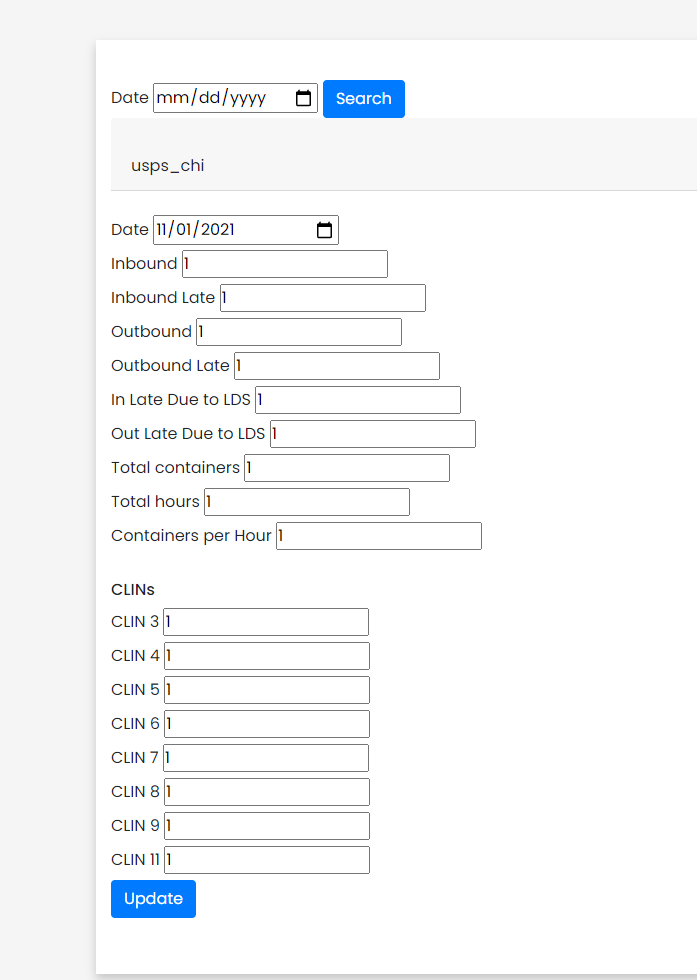 Date mm/dd/yyyy Search
usps_chi
Date 11/01/2021
Inbound 1
Inbound Late 1
Outbound 1
Outbound Late 1
In Late Due to LDS 1
Out Late Due to LDS 1
Total containers 1
Total hours 1
Containers per Hour 1
CLINs
CLIN 3 1
CLIN 4 1
CLIN 5 1
CLIN 6 1
CLIN 7 1
CLIN 8 1
CLIN 9 1
CLIN 11 1
Update